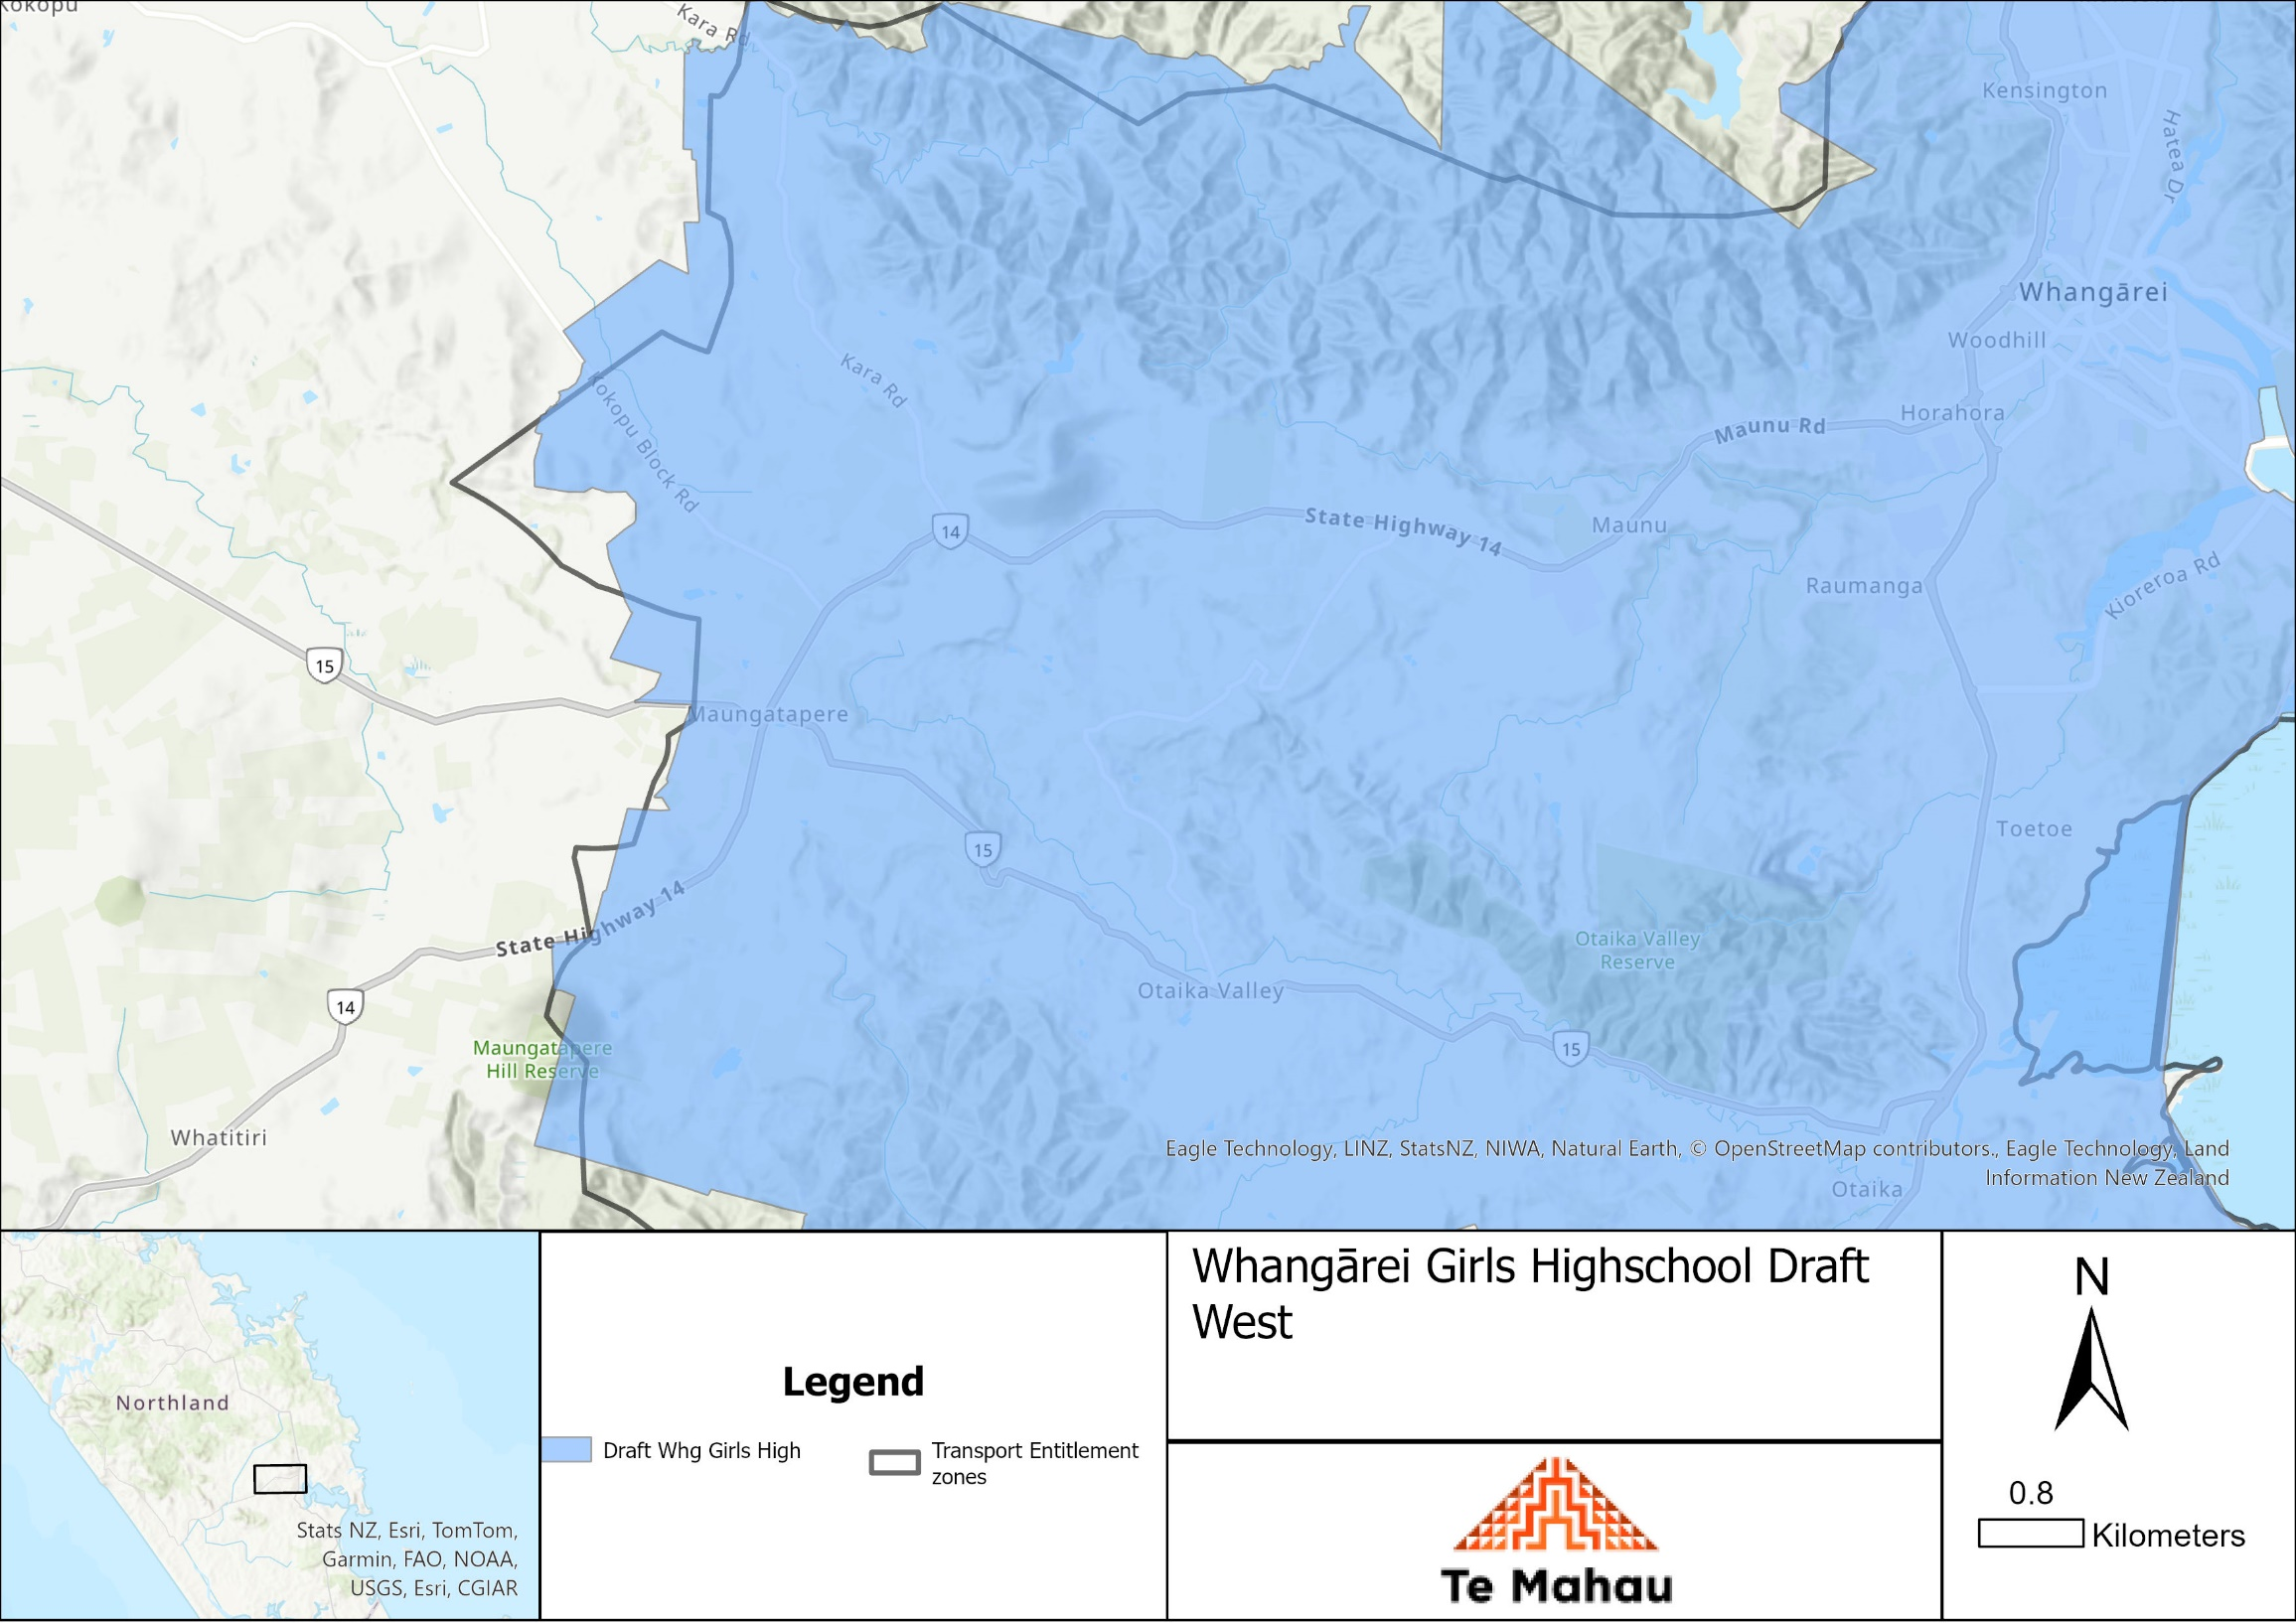 Kokopu
Kara Rd
Kensington
Hatea Dr
Whangārei
Woodhill
Kara Rd
Kokopu Block Rd
Horahora
Maunu Rd
State Highway 14
14
Maunu
Raumanga
Kioreroa Rd
15
Maungatapere
Toetoe
15
State Highway 14
Otaika Valley
Reserve
Otaika Valley
14
15
Maungatapere
Hill Reserve
Whatitiri
Eagle Technology, LINZ, StatsNZ, NIWA, Natural Earth, © OpenStreetMap contributors., Eagle Technology, Land
Information New Zealand
Otaika
Northland
Stats NZ, Esri, TomTom,
Garmin, FAO, NOAA,
USGS, Esri, CGIAR
Legend
Draft Whg Girls High
Transport Entitlement
zones
Whangārei Girls Highschool Draft
West
Te Mahau
N
0.8
Kilometers